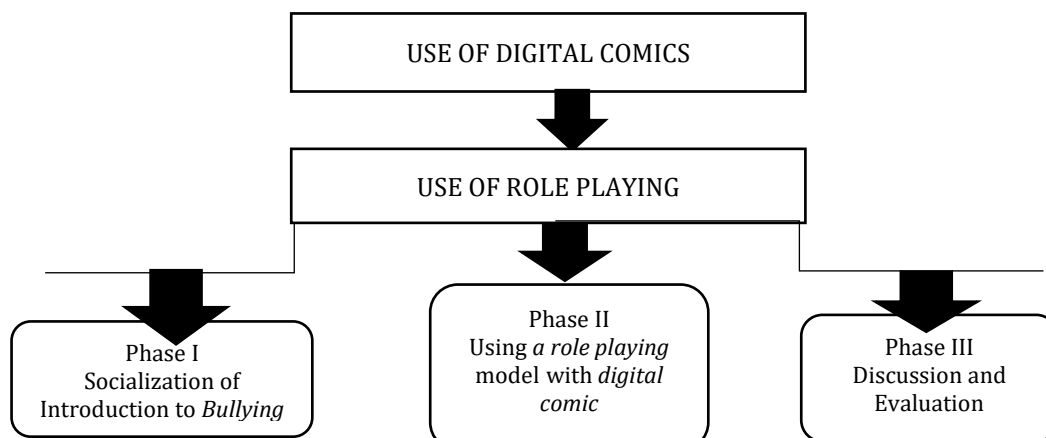 USE OF DIGITAL COMICS
USE OF ROLE PLAYING
Phase I
Socialization of
Introduction to Bullying
Phase II
Using a role playing
model with digital
comic
Phase III
Discussion and
Evaluation